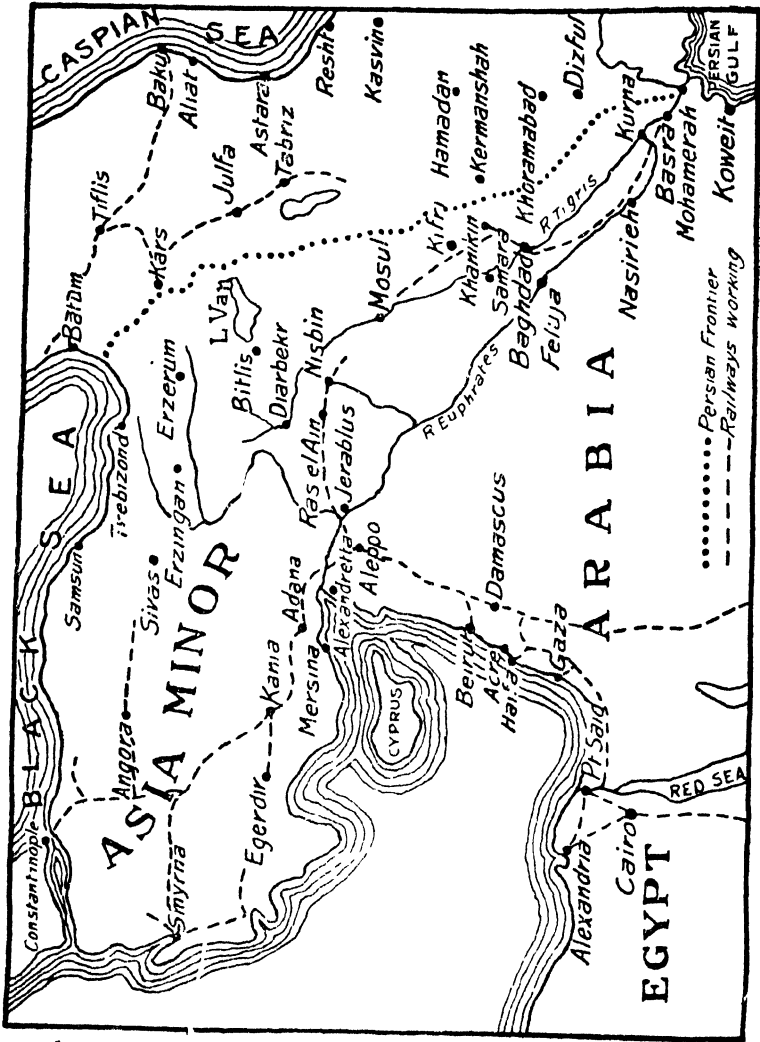 CASPIAN SEA
Baku
Aliat
Astara
Resht
Kasvin
Tiflis
Julfa
Tabriz
Hamadan
Kermanshah
Khoramabad
Dizful
Kurna
PERSIAN
GULF
Batum
Kars
L Van
Mosul
Kifri
Khanikin
Samara
Baghdad
Feluja
R Tigris
Nasirieh
Basra
Mohamerah
Koweit
BLACK SEA
Trebizond
Erzerum
Bitlis
Diarbekr
Nisbin
R Euphrates
Samsun
Sivas
Erzingan
Ras el Ain
Jerablus
Constantinople
Angora
ASIA MINOR
Adana
Alexandretta
Aleppo
Damascus
ARABIA
Persian Frontier
Railways working
Smyrna
Egerdir
Kania
Mersina
CYPRUS
Beirut
Acre
Haifa
Gaza
Pt Said
RED SEA
Alexandria
Cairo
EGYPT